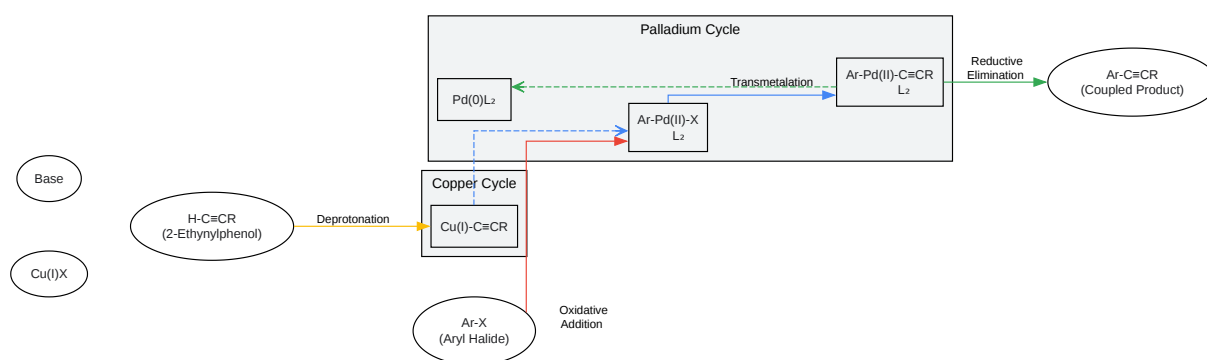 Palladium Cycle
Pd(0)L₂
Transmetalation
Ar-Pd(II)-C≡CR
L₂
Reductive
Elimination
Ar-C≡CR
(Coupled Product)
Ar-Pd(II)-X
L₂
Base
Copper Cycle
H-C≡CR
(2-Ethynylphenol)
Deprotonation
Cu(I)-C≡CR
Cu(I)X
Ar-X
(Aryl Halide)
Oxidative
Addition